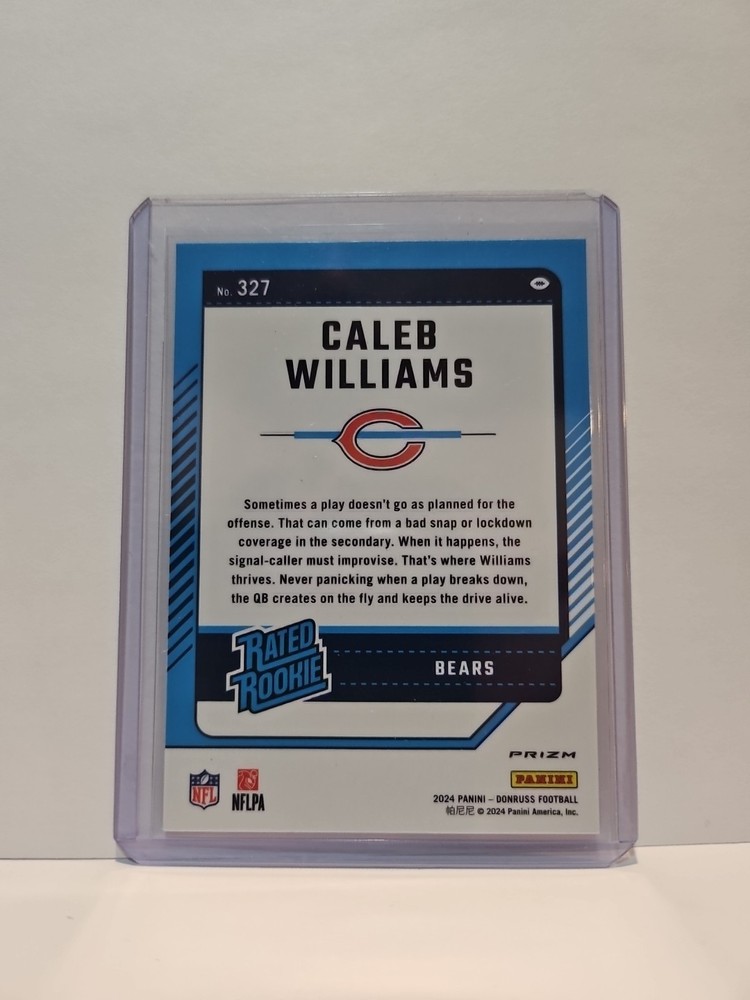 No. 327
CALEB
WILLIAMS
Sometimes a play doesn't go as planned for the
offense. That can come from a bad snap or lockdown
coverage in the secondary. When it happens, the
signal-caller must improvise. That's where Williams
thrives. Never panicking when a play breaks down,
the QB creates on the fly and keeps the drive alive.
RATED
ROOKIE
BEARS
PRIZM
PANINI
NFL
NFLPA
2024 PANINI – DONRUSS FOOTBALL
帕尼尼 © 2024 Panini America, Inc.